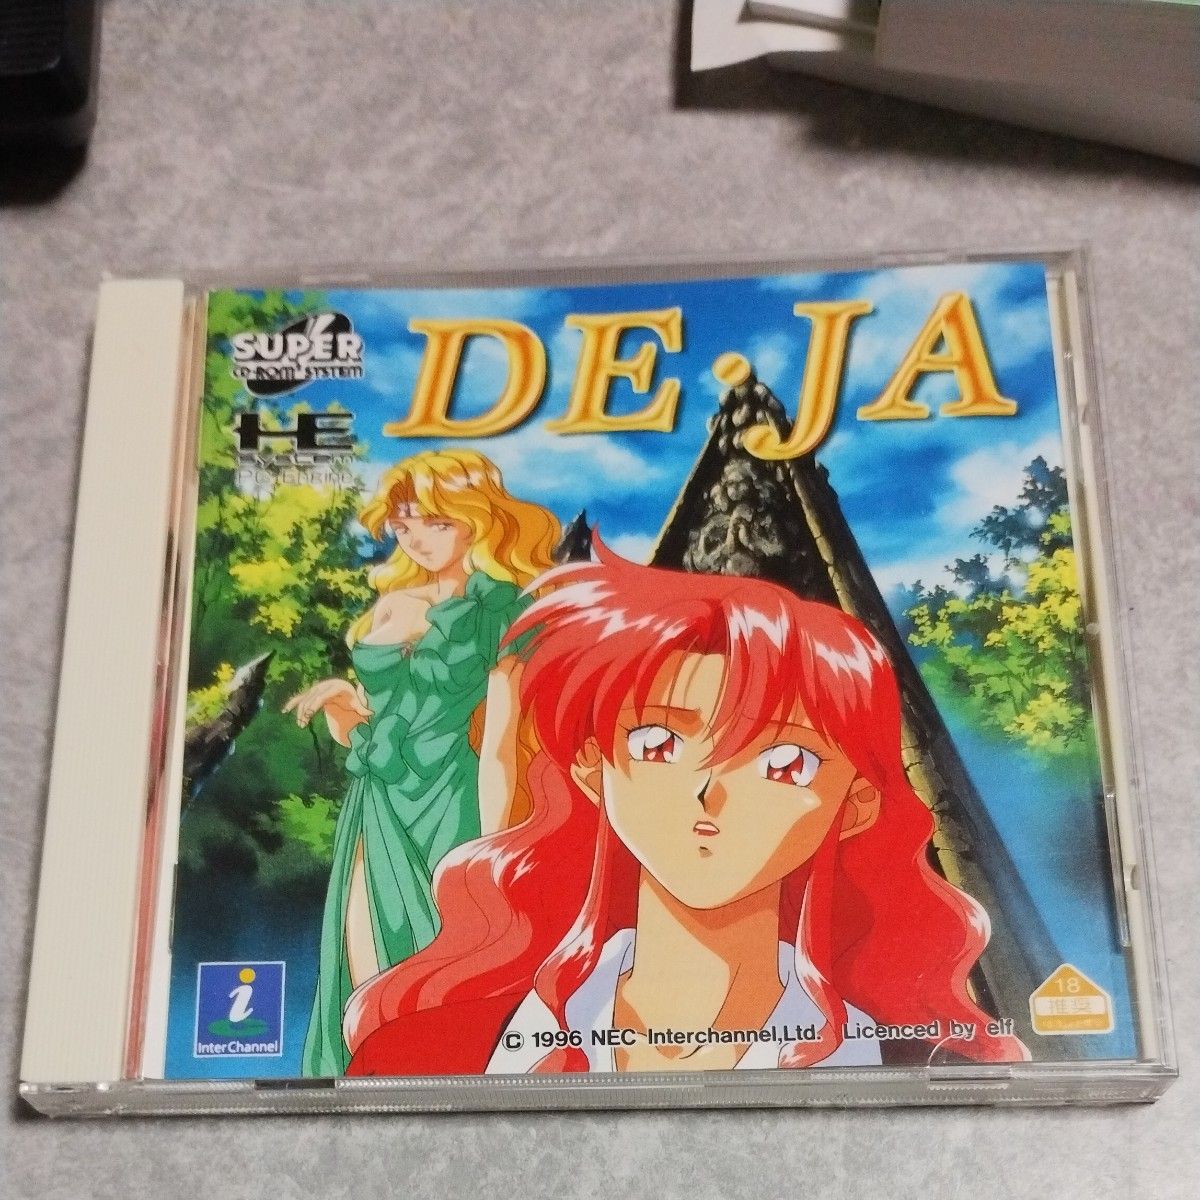 DE・JA
SUPER
CD-ROM² SYSTEM
HE
SYSTEM
PC Engine
18
推奨
i
InterChannel
© 1996 NEC Interchannel,Ltd. Licenced by elf